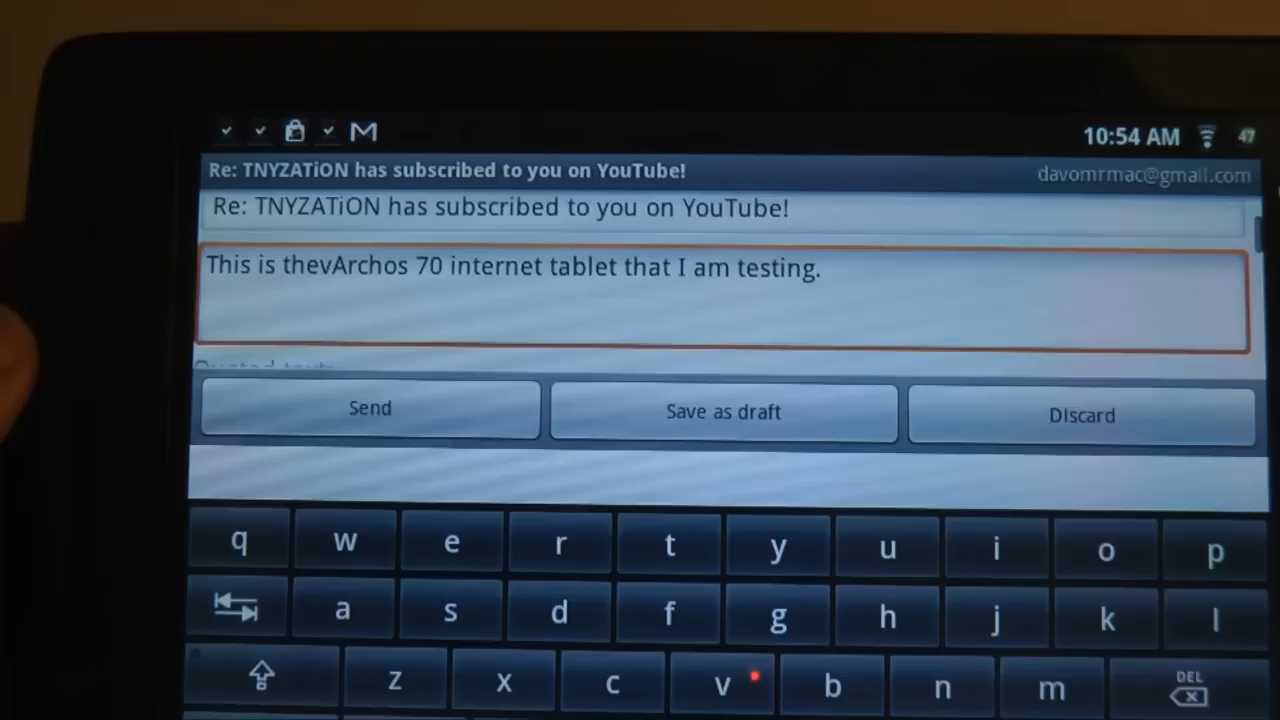 10:54 AM 47
Re: TNYZATiON has subscribed to you on YouTube! davomrmac@gmail.com
Re: TNYZATiON has subscribed to you on YouTube!
This is thevArchos 70 internet tablet that I am testing.
Send Save as draft Discard
q w e r t y u i o p
a s d f g h j k l
z x c v b n m DEL